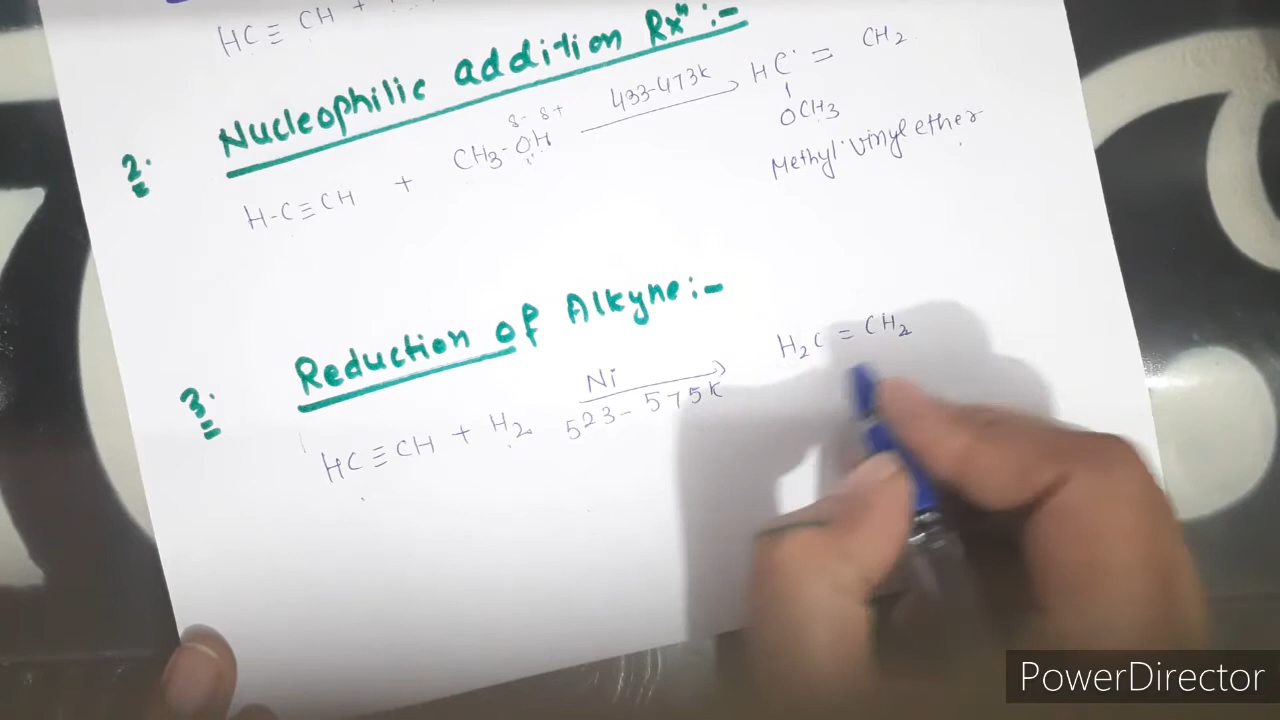 HC ≡ CH +
2. Nucleophilic addition Rxⁿ :-
H-C≡CH + CH3-OH 433-473K HC = CH2
δ- δ+
OCH3
Methyl vinyl ether
3. Reduction of Alkyne:-
HC≡CH + H2 Ni 523-575K H2C = CH2
PowerDirector